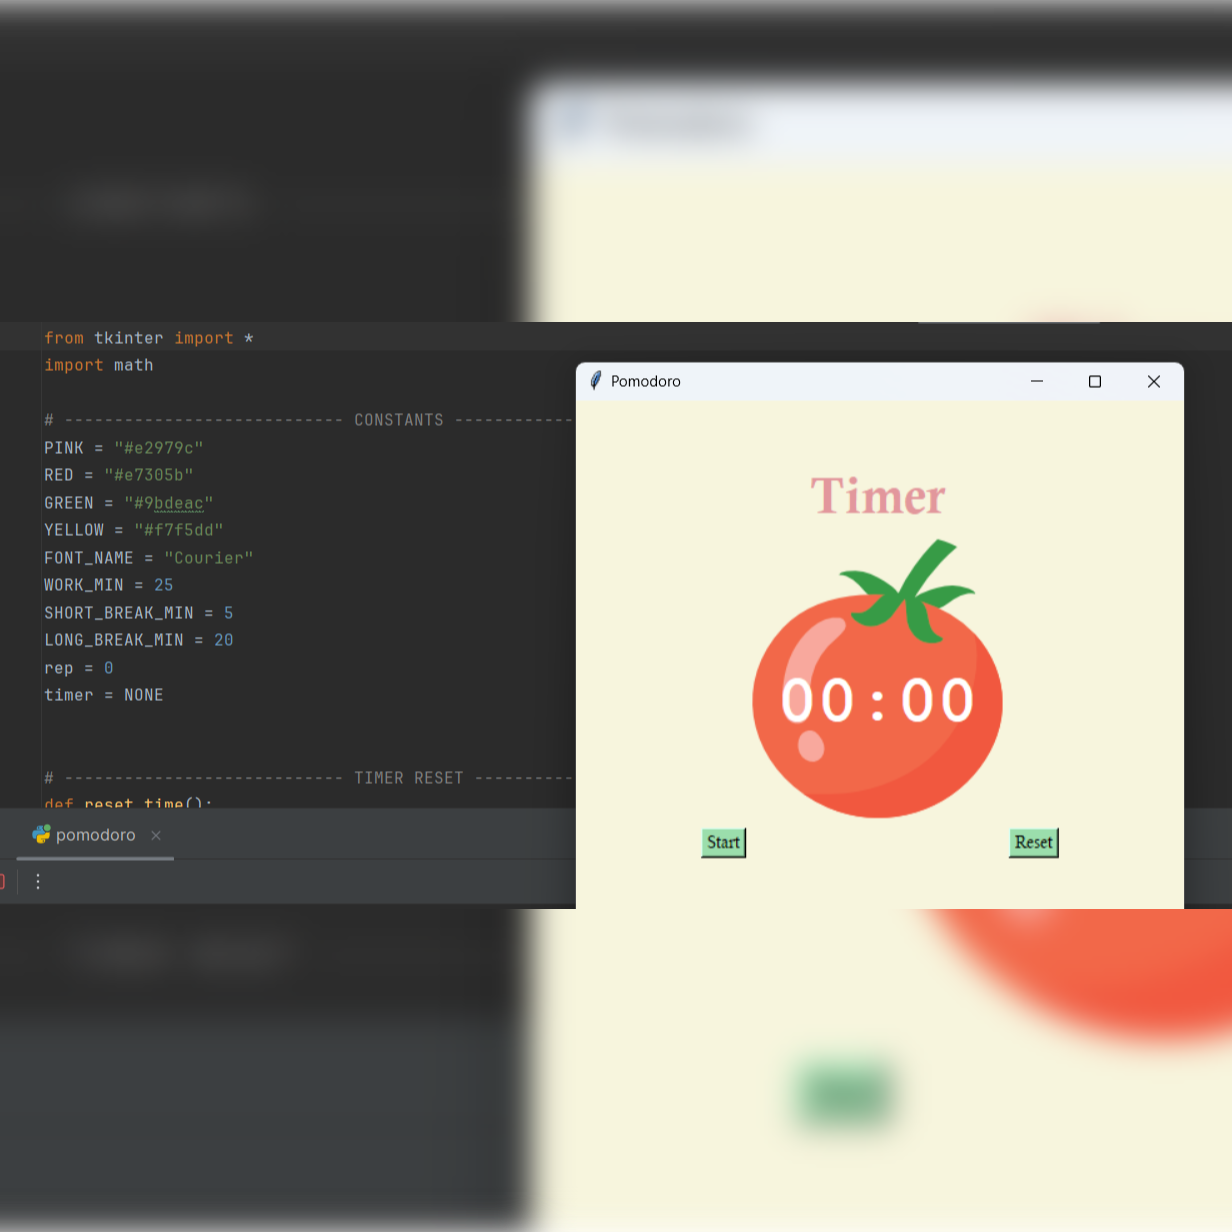 from tkinter import *
import math
# ---------------------------- CONSTANTS ------------
PINK = "#e2979c"
RED = "#e7305b"
GREEN = "#9bdeac"
YELLOW = "#f7f5dd"
FONT_NAME = "Courier"
WORK_MIN = 25
SHORT_BREAK_MIN = 5
LONG_BREAK_MIN = 20
rep = 0
timer = NONE
# ---------------------------- TIMER RESET ----------
def reset_time():
pomodoro
Pomodoro
Timer
00:00
Start
Reset